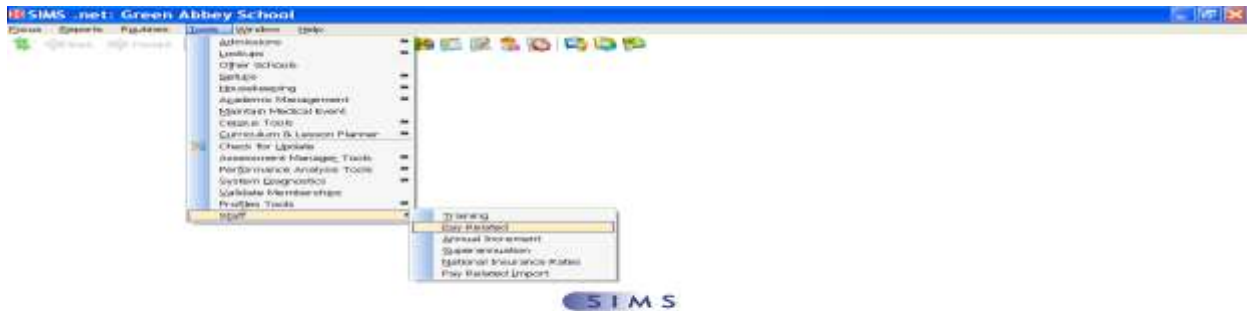 SIMS .net: Green Abbey School
Focus Reports Routines Tools Window Help
Admissions
Lookups
Other Schools
Setups
Housekeeping
Academic Management
Maintain Medical Event
Census Tools
Curriculum & Lesson Planner
Check for Update
Assessment Manager Tools
Performance Analysis Tools
System Diagnostics
Validate Memberships
Profiles Tools
Staff
Training
Pay Related
Annual Increment
Superannuation
National Insurance Rates
Pay Related Import
SIMS